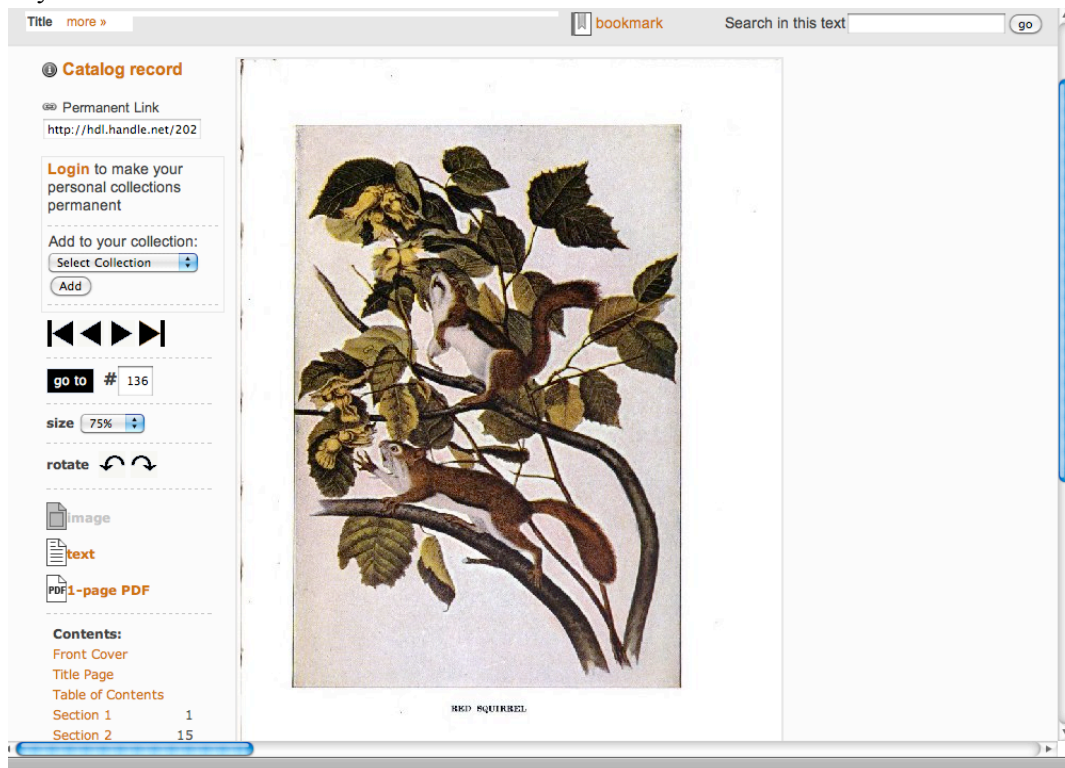 Title more »
bookmark
Search in this text
go
Catalog record
Permanent Link
http://hdl.handle.net/202
Login to make your
personal collections
permanent
Add to your collection:
Select Collection
Add
go to # 136
size 75%
rotate
image
text
PDF 1-page PDF
Contents:
Front Cover
Title Page
Table of Contents
Section 1 1
Section 2 15
RED SQUIRREL